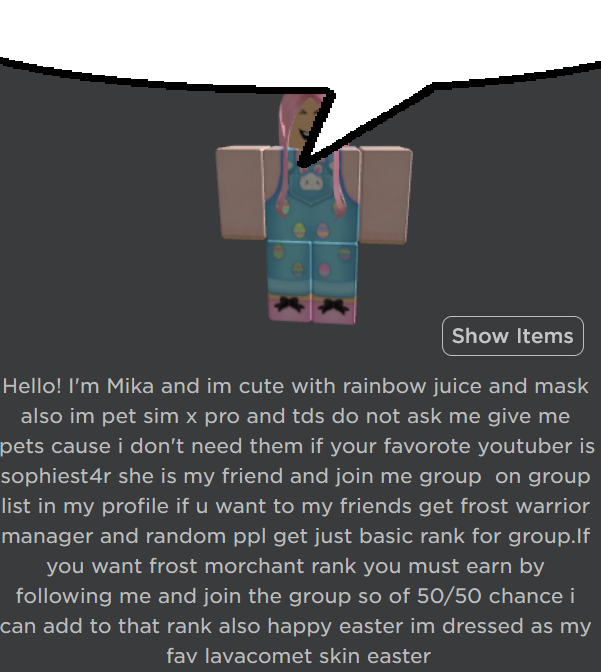 Show Items
Hello! I'm Mika and im cute with rainbow juice and mask
also im pet sim x pro and tds do not ask me give me
pets cause i don't need them if your favorote youtuber is
sophiest4r she is my friend and join me group  on group
list in my profile if u want to my friends get frost warrior
manager and random ppl get just basic rank for group.If
you want frost morchant rank you must earn by
following me and join the group so of 50/50 chance i
can add to that rank also happy easter im dressed as my
fav lavacomet skin easter